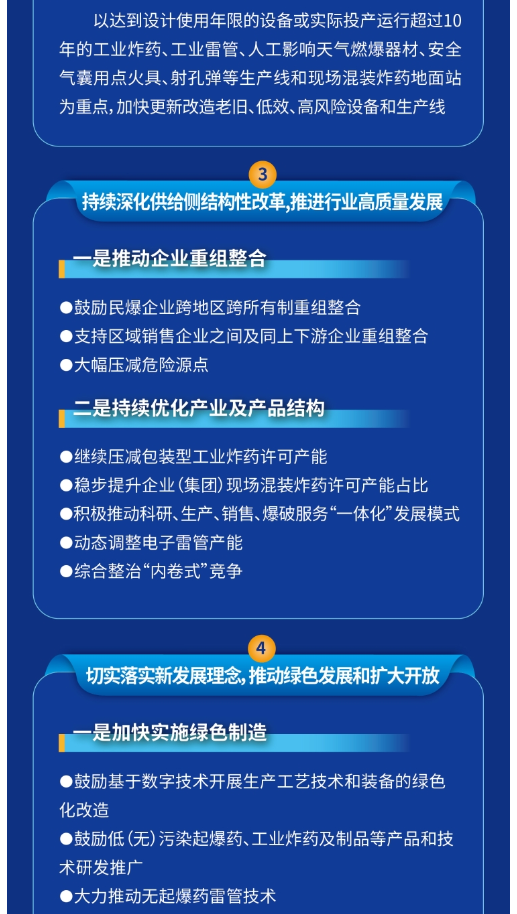 以达到设计使用年限的设备或实际投产运行超过10
年的工业炸药、工业雷管、人工影响天气燃爆器材、安全
气囊用点火具、射孔弹等生产线和现场混装炸药地面站
为重点,加快更新改造老旧、低效、高风险设备和生产线
3
持续深化供给侧结构性改革,推进行业高质量发展
一是推动企业重组整合
●鼓励民爆企业跨地区跨所有制重组整合
●支持区域销售企业之间及同上下游企业重组整合
●大幅压减危险源点
二是持续优化产业及产品结构
●继续压减包装型工业炸药许可产能
●稳步提升企业(集团)现场混装炸药许可产能占比
●积极推动科研、生产、销售、爆破服务“一体化”发展模式
●动态调整电子雷管产能
●综合整治“内卷式”竞争
4
切实落实新发展理念,推动绿色发展和扩大开放
一是加快实施绿色制造
●鼓励基于数字技术开展生产工艺技术和装备的绿色
化改造
●鼓励低(无)污染起爆药、工业炸药及制品等产品和技
术研发推广
●大力推动无起爆药雷管技术